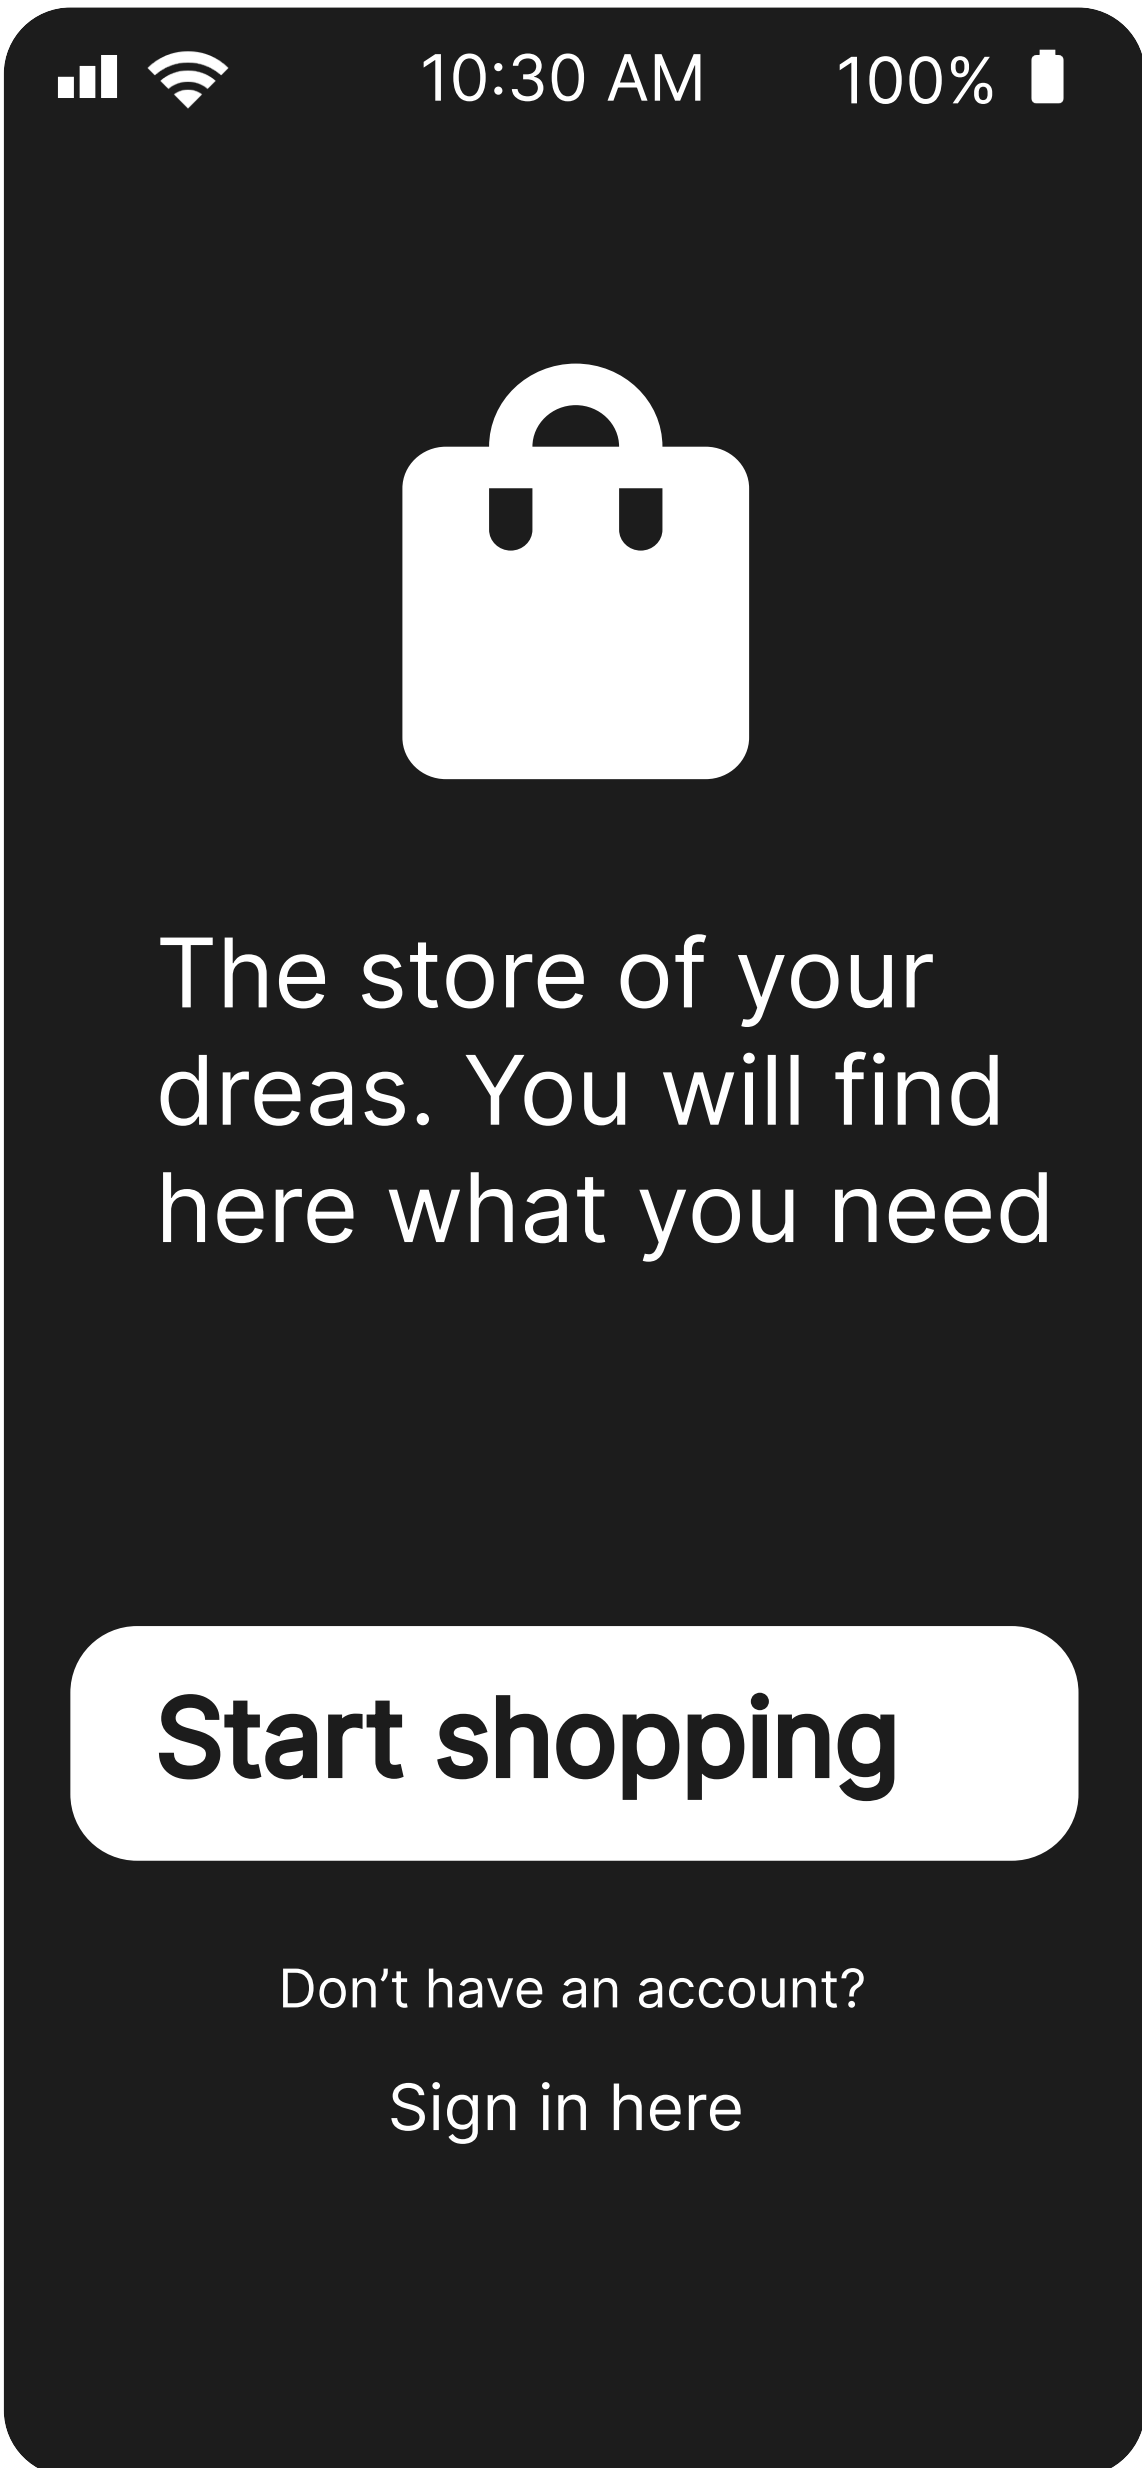 10:30 AM 100%
The store of your
dreas. You will find
here what you need
Start shopping
Don’t have an account?
Sign in here